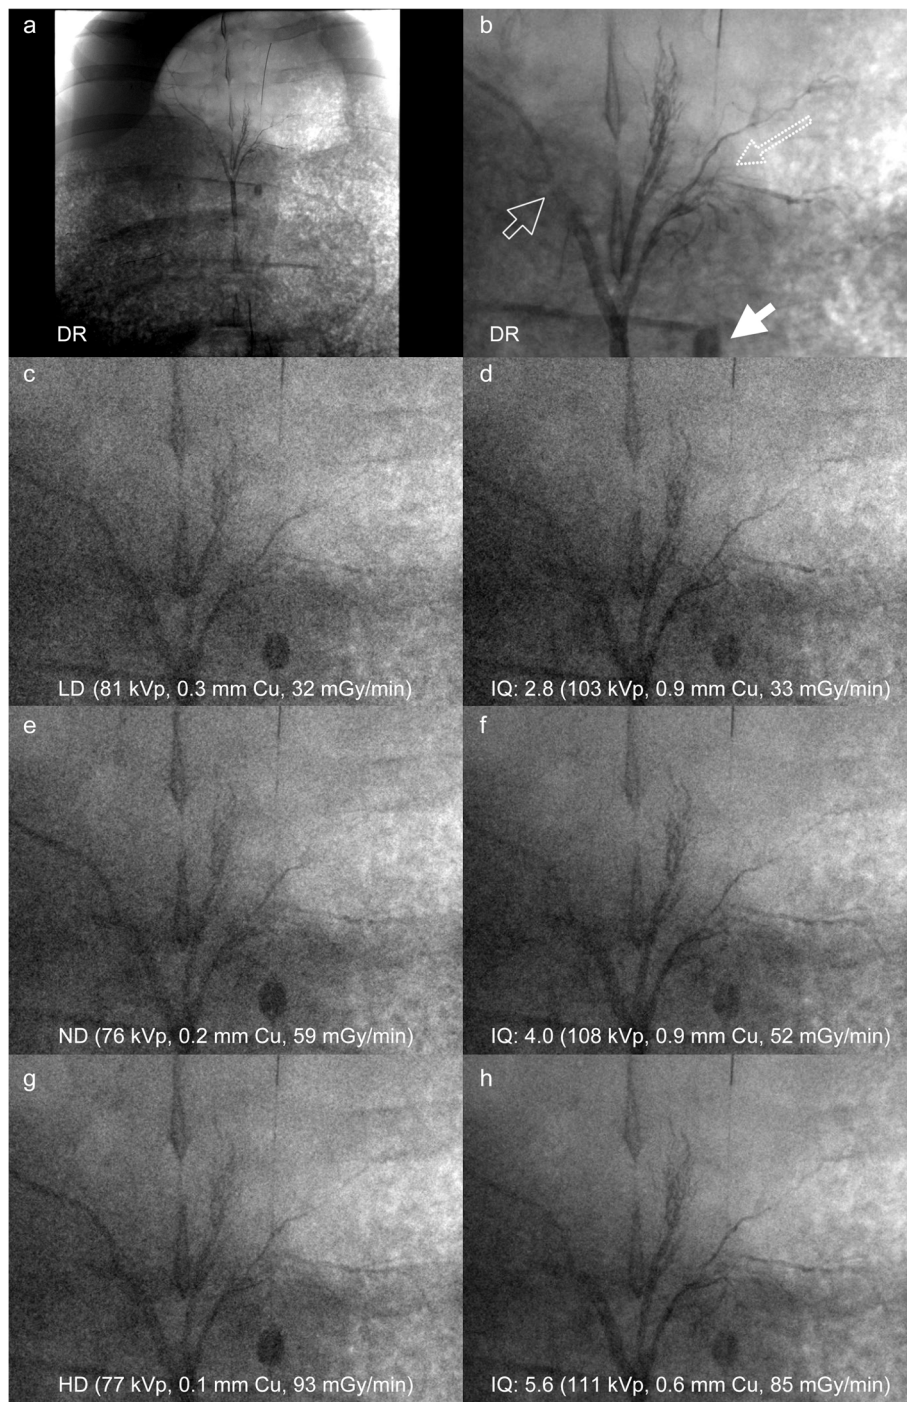 a
DR
b
DR
c
LD (81 kVp, 0.3 mm Cu, 32 mGy/min)
d
IQ: 2.8 (103 kVp, 0.9 mm Cu, 33 mGy/min)
e
ND (76 kVp, 0.2 mm Cu, 59 mGy/min)
f
IQ: 4.0 (108 kVp, 0.9 mm Cu, 52 mGy/min)
g
HD (77 kVp, 0.1 mm Cu, 93 mGy/min)
h
IQ: 5.6 (111 kVp, 0.6 mm Cu, 85 mGy/min)